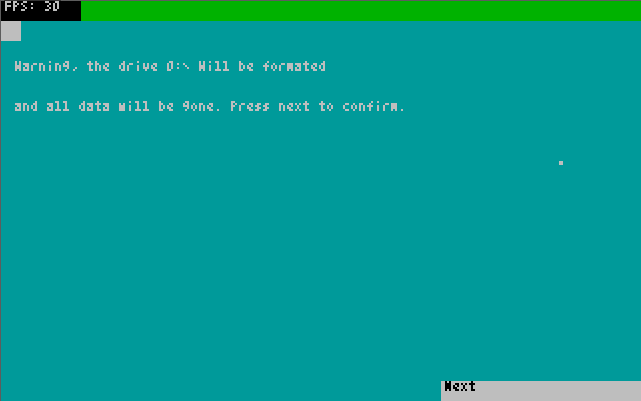 FPS: 30
Warning, the drive 0:\ Will be formated
and all data will be gone. Press next to confirm.
Next